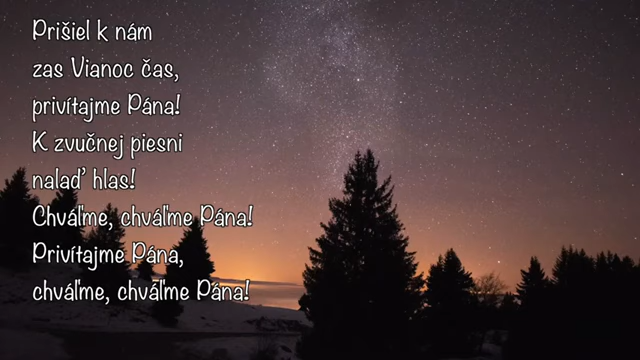 Prišiel k nám
zas Vianoc čas,
privítajme Pána!
K zvučnej piesni
nalaď hlas!
Chváľme, chváľme Pána!
Privítajme Pána,
chváľme, chváľme Pána!